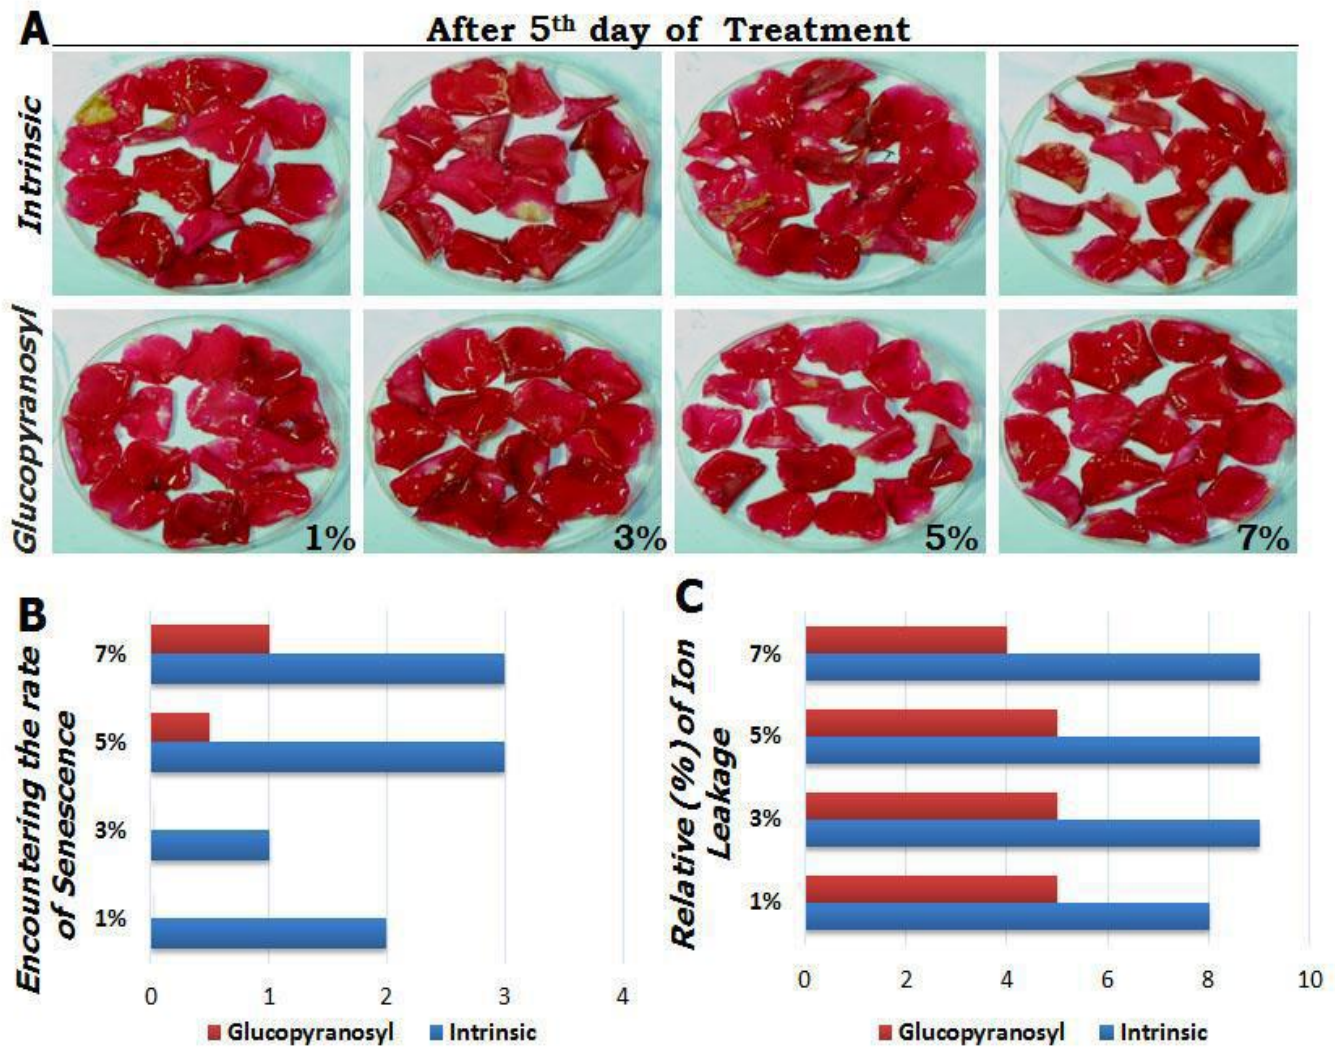 A
After 5th day of Treatment
Intrinsic
Glucopyranosyl
1%
3%
5%
7%
B
Encountering the rate
of Senescence
7%
5%
3%
1%
0 1 2 3 4
Glucopyranosyl Intrinsic
C
Relative (%) of Ion
Leakage
7%
5%
3%
1%
0 2 4 6 8 10
Glucopyranosyl Intrinsic